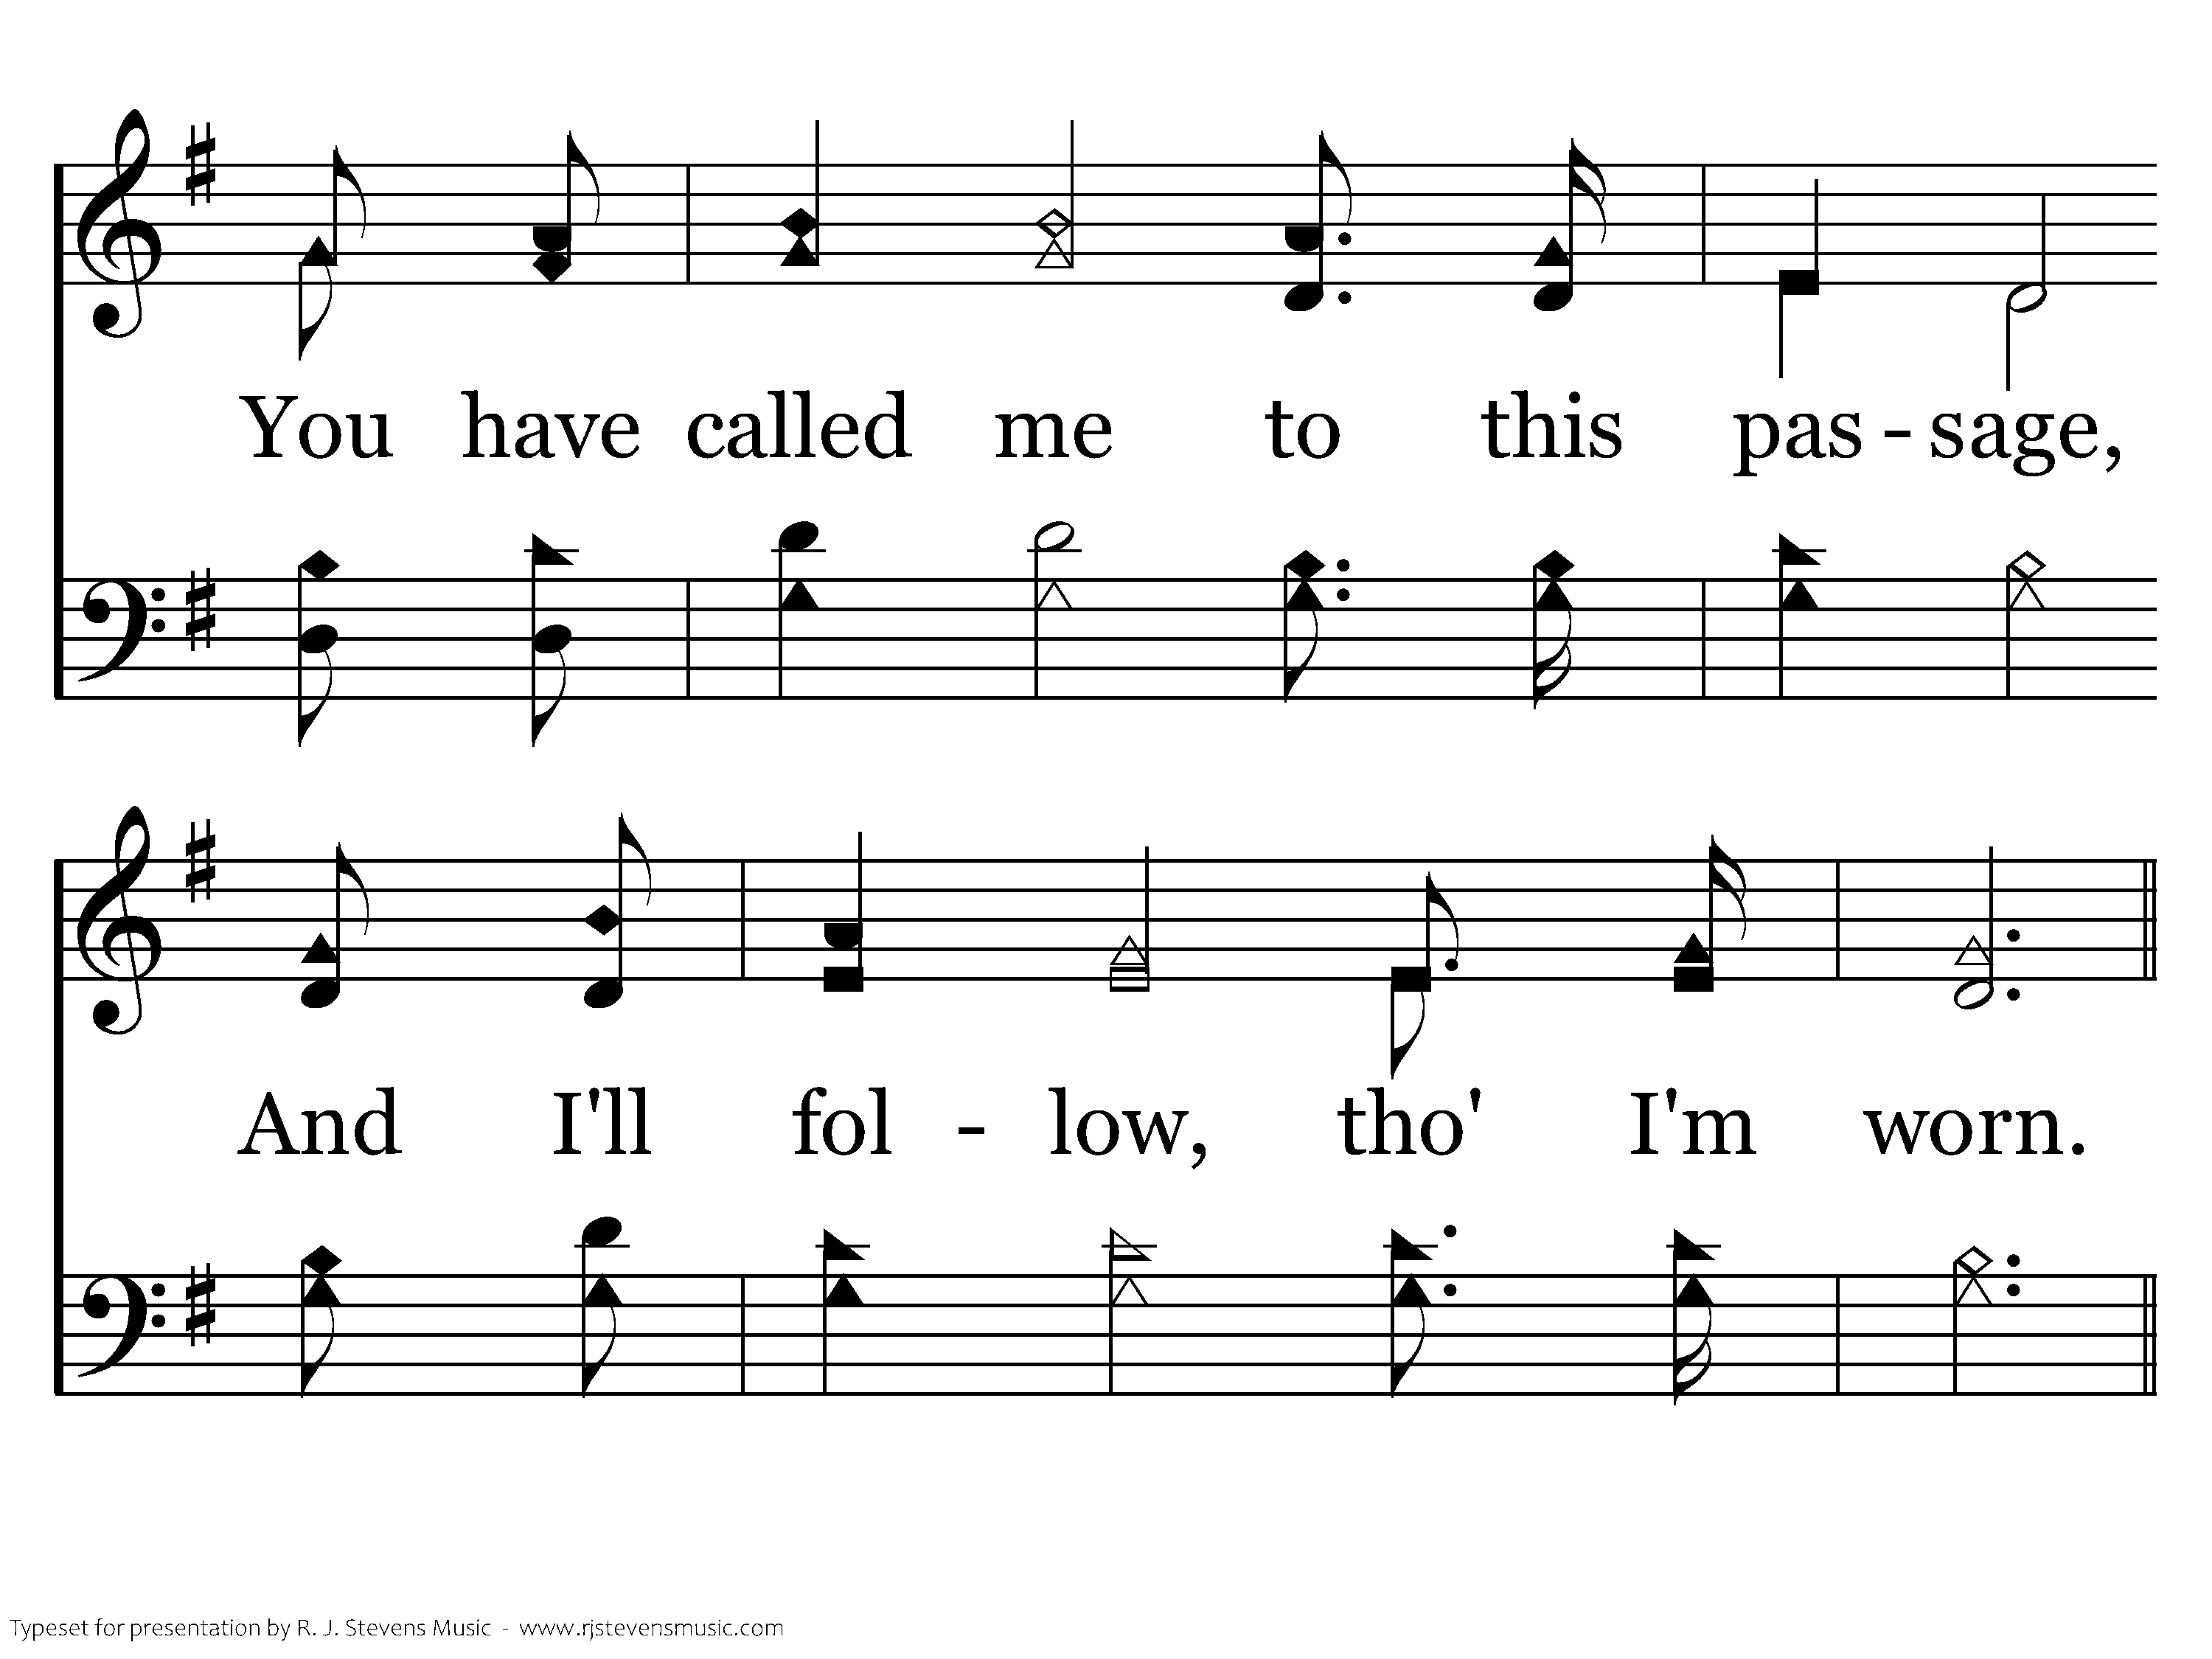 You have called me to this pas - sage,
And I'll fol - low, tho' I'm worn.
Typeset for presentation by R. J. Stevens Music - www.rjstevensmusic.com